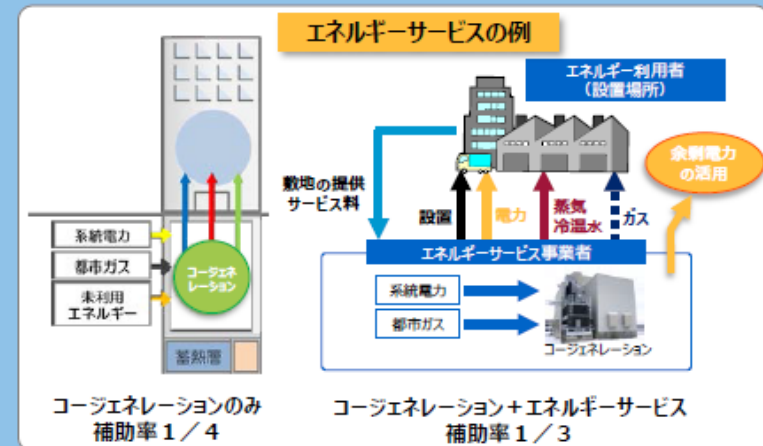 エネルギーサービスの例
系統電力
都市ガス
未利用
エネルギー
コージェネ
レーション
蓄熱層
コージェネレーションのみ
補助率１／４
エネルギー利用者
（設置場所）
敷地の提供
サービス料
設置
電力
蒸気
冷温水
ガス
余剰電力
の活用
エネルギーサービス事業者
系統電力
都市ガス
コージェネレーション
コージェネレーション＋エネルギーサービス
補助率１／３